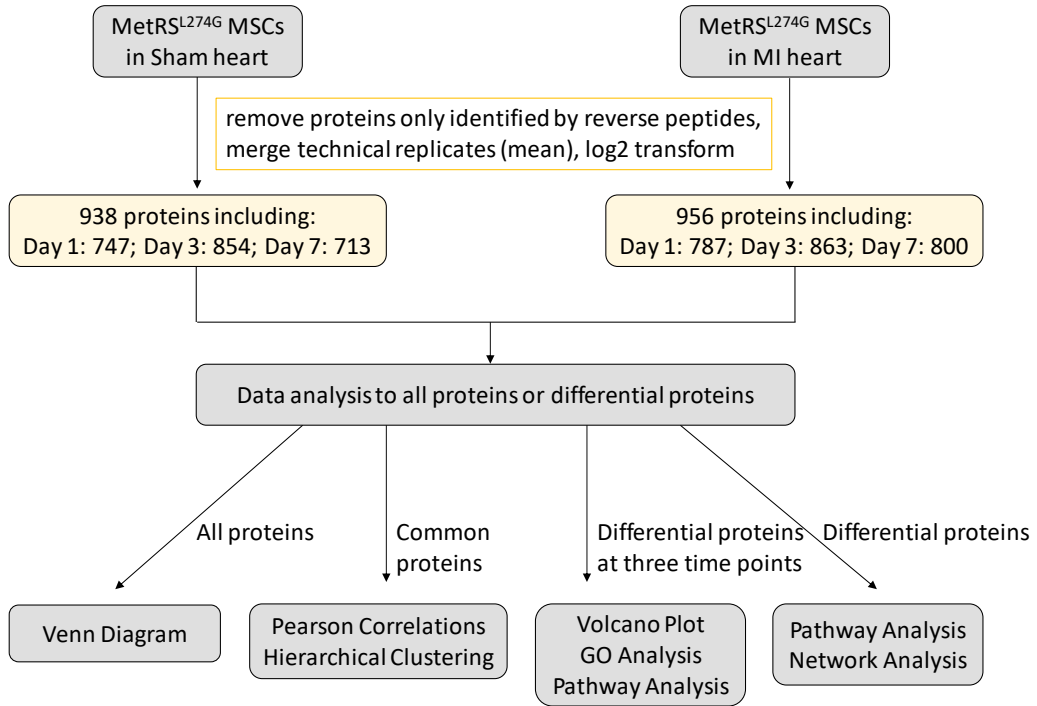 MetRS^L274G MSCs
in Sham heart
MetRS^L274G MSCs
in MI heart
remove proteins only identified by reverse peptides,
merge technical replicates (mean), log2 transform
938 proteins including:
Day 1: 747; Day 3: 854; Day 7: 713
956 proteins including:
Day 1: 787; Day 3: 863; Day 7: 800
Data analysis to all proteins or differential proteins
All proteins
Common
proteins
Differential proteins
at three time points
Differential proteins
Venn Diagram
Pearson Correlations
Hierarchical Clustering
Volcano Plot
GO Analysis
Pathway Analysis
Pathway Analysis
Network Analysis